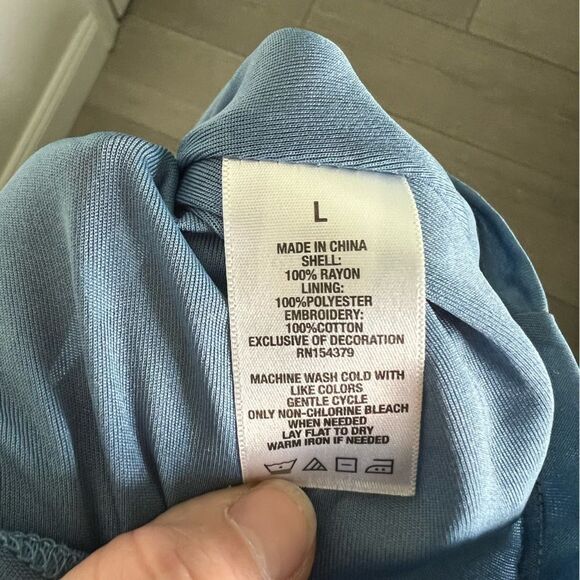 L
MADE IN CHINA
SHELL:
100% RAYON
LINING:
100%POLYESTER
EMBROIDERY:
100%COTTON
EXCLUSIVE OF DECORATION
RN154379
MACHINE WASH COLD WITH
LIKE COLORS
GENTLE CYCLE
ONLY NON-CHLORINE BLEACH
WHEN NEEDED
LAY FLAT TO DRY
WARM IRON IF NEEDED